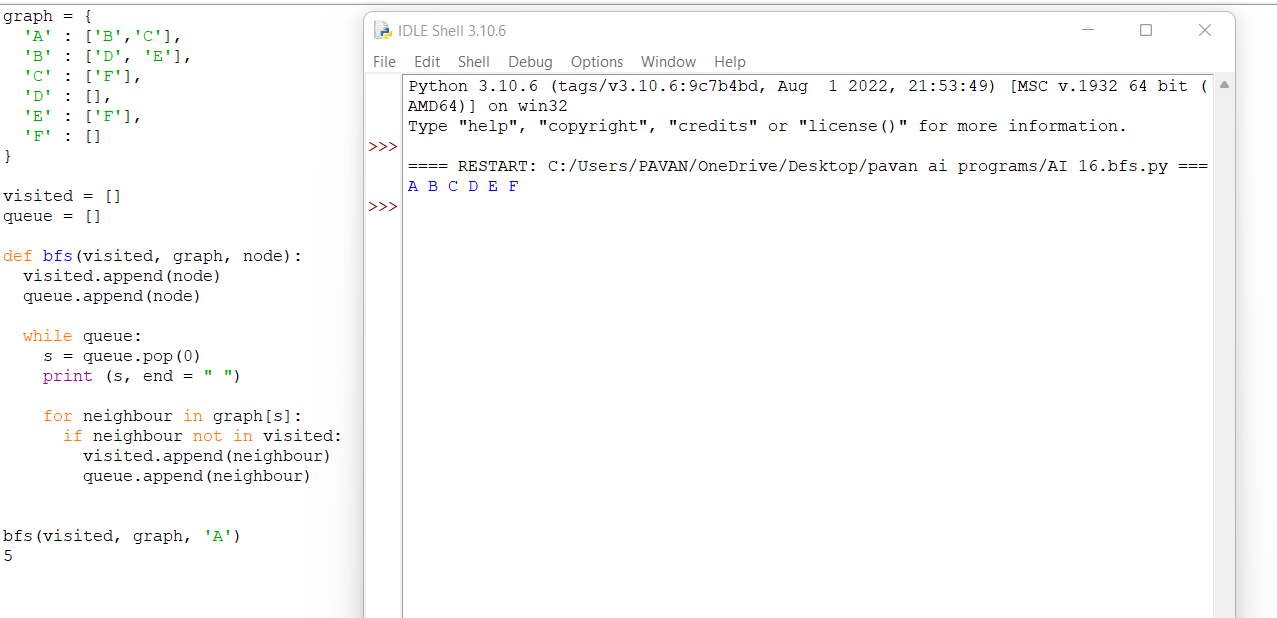 graph = {
  'A' : ['B','C'],
  'B' : ['D', 'E'],
  'C' : ['F'],
  'D' : [],
  'E' : ['F'],
  'F' : []
}
visited = []
queue = []
def bfs(visited, graph, node):
  visited.append(node)
  queue.append(node)
  while queue:
    s = queue.pop(0)
    print (s, end = " ")
    for neighbour in graph[s]:
      if neighbour not in visited:
        visited.append(neighbour)
        queue.append(neighbour)
bfs(visited, graph, 'A')
5
IDLE Shell 3.10.6
File Edit Shell Debug Options Window Help
Python 3.10.6 (tags/v3.10.6:9c7b4bd, Aug  1 2022, 21:53:49) [MSC v.1932 64 bit (
AMD64)] on win32
Type "help", "copyright", "credits" or "license()" for more information.
>>>
==== RESTART: C:/Users/PAVAN/OneDrive/Desktop/pavan ai programs/AI 16.bfs.py ===
A B C D E F
>>>